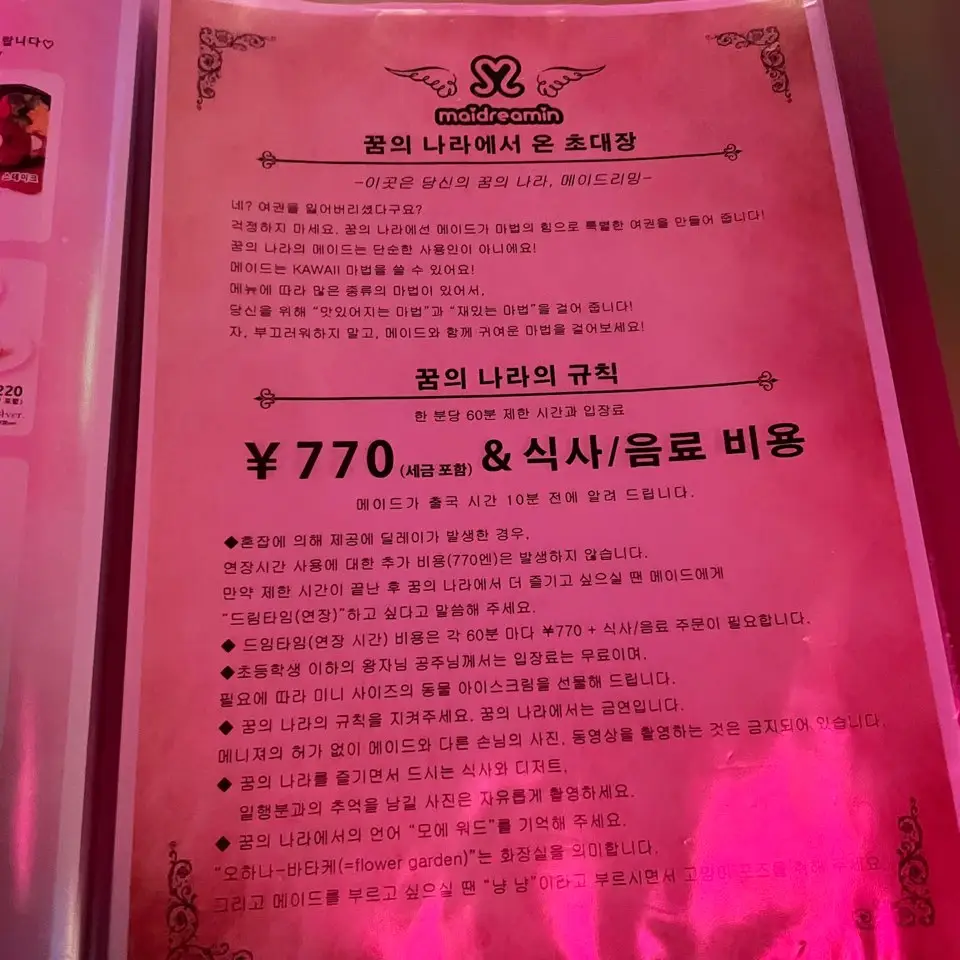 랍니다♡
스테이크
220
포함)
ver.
maidreamin
꿈의 나라에서 온 초대장
-이곳은 당신의 꿈의 나라, 메이드리밍-
네? 여권을 잃어버리셨다구요?
걱정하지 마세요. 꿈의 나라에선 메이드가 마법의 힘으로 특별한 여권을 만들어 줍니다!
꿈의 나라의 메이드는 단순한 사용인이 아니에요!
메이드는 KAWAII 마법을 쓸 수 있어요!
메뉴에 따라 많은 종류의 마법이 있어서,
당신을 위해 "맛있어지는 마법"과 "재밌는 마법"을 걸어 줍니다!
자, 부끄러워하지 말고, 메이드와 함께 귀여운 마법을 걸어보세요!
꿈의 나라의 규칙
한 분당 60분 제한 시간과 입장료
¥770(세금 포함) & 식사/음료 비용
메이드가 출국 시간 10분 전에 알려 드립니다.
◆혼잡에 의해 제공에 딜레이가 발생한 경우,
연장시간 사용에 대한 추가 비용(770엔)은 발생하지 않습니다.
만약 제한 시간이 끝난 후 꿈의 나라에서 더 즐기고 싶으실 땐 메이드에게
"드림타임(연장)"하고 싶다고 말씀해 주세요.
◆ 드임타임(연장 시간) 비용은 각 60분 마다 ¥770 + 식사/음료 주문이 필요합니다.
◆초등학생 이하의 왕자님 공주님께서는 입장료는 무료이며,
필요에 따라 미니 사이즈의 동물 아이스크림을 선물해 드립니다.
◆ 꿈의 나라의 규칙을 지켜주세요. 꿈의 나라에서는 금연입니다.
메니져의 허가 없이 메이드와 다른 손님의 사진, 동영상을 촬영하는 것은 금지되어 있습니다.
◆ 꿈의 나라를 즐기면서 드시는 식사와 디저트,
일행분과의 추억을 남길 사진은 자유롭게 촬영하세요.
◆ 꿈의 나라에서의 언어 "모에 워드"를 기억해 주세요.
"오하나-바타케(=flower garden)"는 화장실을 의미합니다.
그리고 메이드를 부르고 싶으실 땐 "냥 냥"이라고 부르시면서 고양이 포즈를 취해 주세요.